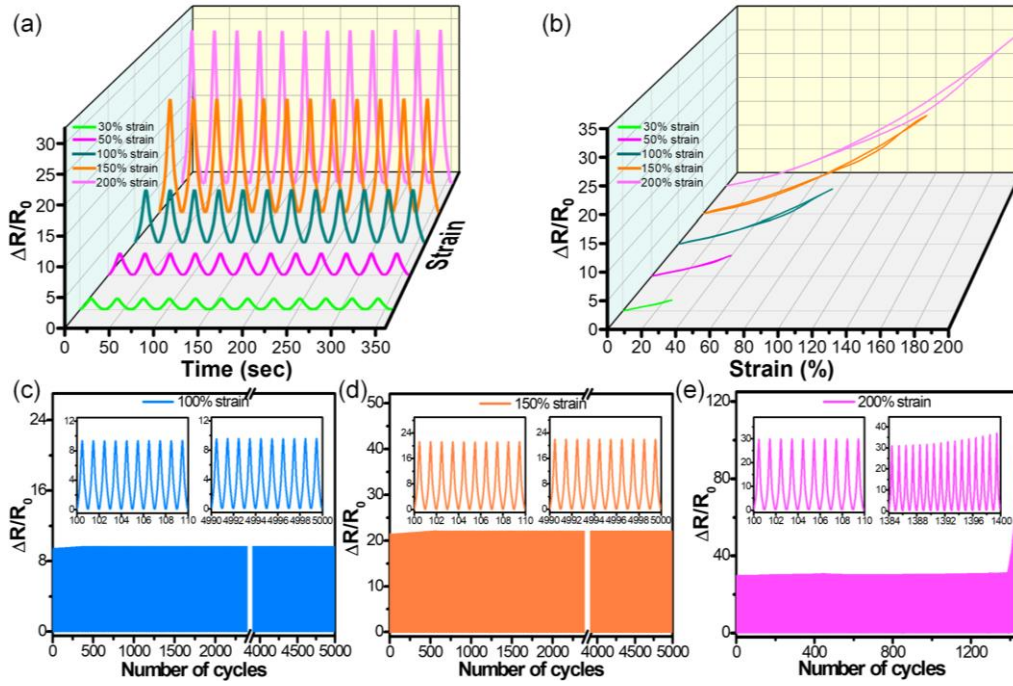 (a)
30% strain
50% strain
100% strain
150% strain
200% strain
ΔR/R0
30
25
20
15
10
5
0
0 50 100 150 200 250 300 350
Time (sec)
Strain
(b)
30% strain
50% strain
100% strain
150% strain
200% strain
ΔR/R0
35
30
25
20
15
10
5
0
0 20 40 60 80 100 120 140 160 180 200
Strain (%)
(c)
100% strain
ΔR/R0
24
16
8
0
12
8
4
0
100 102 104 106 108 110
12
8
4
0
4990 4992 4994 4996 4998 5000
0 500 1000 1500 2000 4000 5000
Number of cycles
(d)
150% strain
ΔR/R0
50
40
30
20
10
0
24
16
8
0
100 102 104 106 108 110
24
16
8
0
4990 4992 4994 4996 4998 5000
0 500 1000 1500 2000 4000 5000
Number of cycles
(e)
200% strain
ΔR/R0
120
80
40
0
30
20
10
0
100 102 104 106 108 110
40
30
20
10
0
1384 1388 1392 1396 1400
0 400 800 1200
Number of cycles